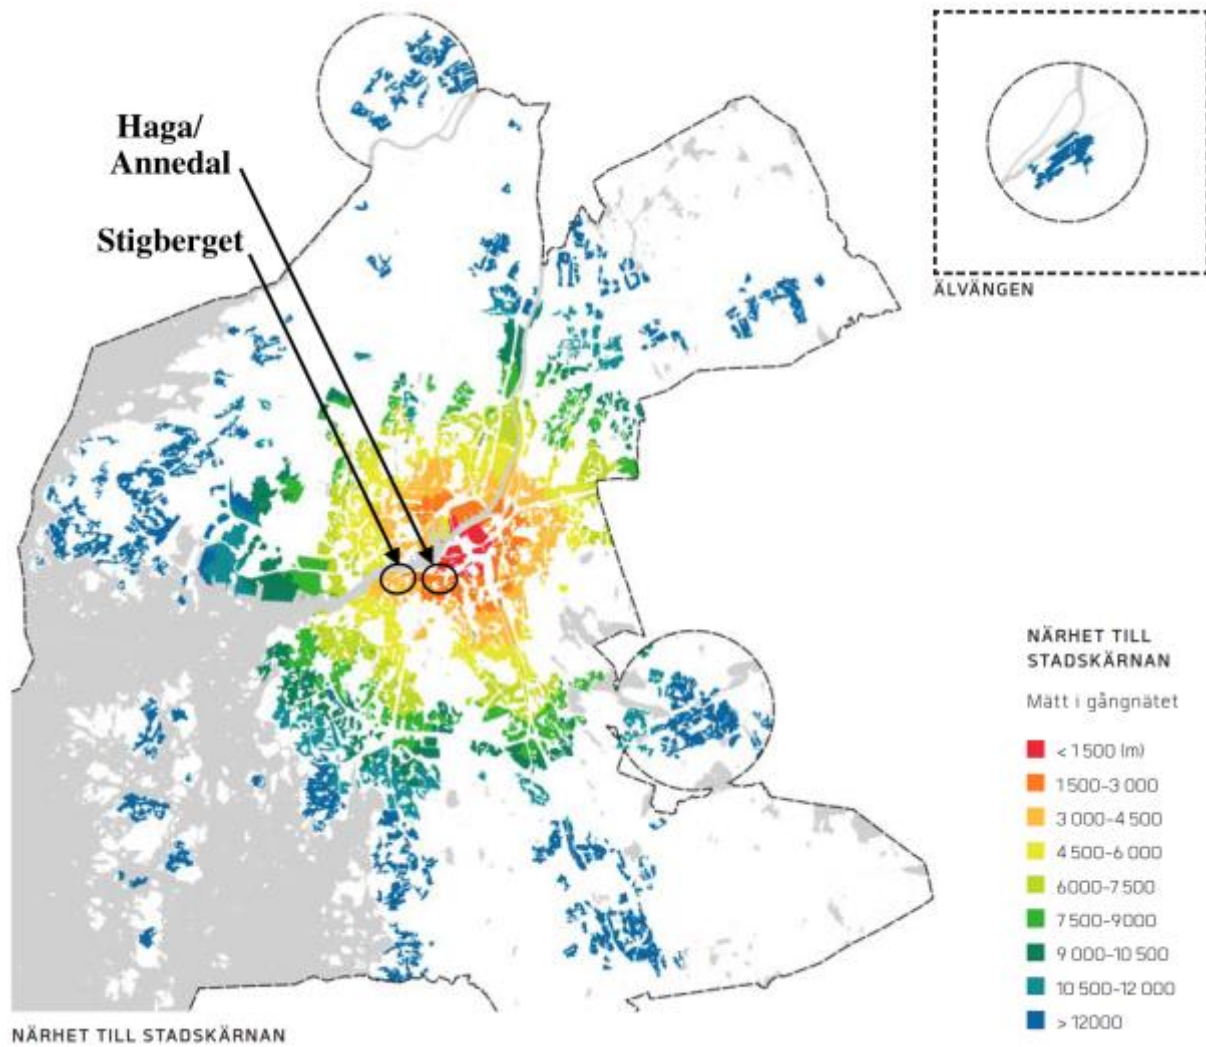 Haga/
Annedal
Stigberget
ÄLVÄNGEN
NÄRHET TILL
STADSKÄRNAN
Mätt i gångnätet
< 1 500 (m)
1 500-3 000
3 000-4 500
4 500-6 000
6000-7 500
7 500-9000
9 000-10 500
10 500-12 000
> 12000
NÄRHET TILL STADSKÄRNAN